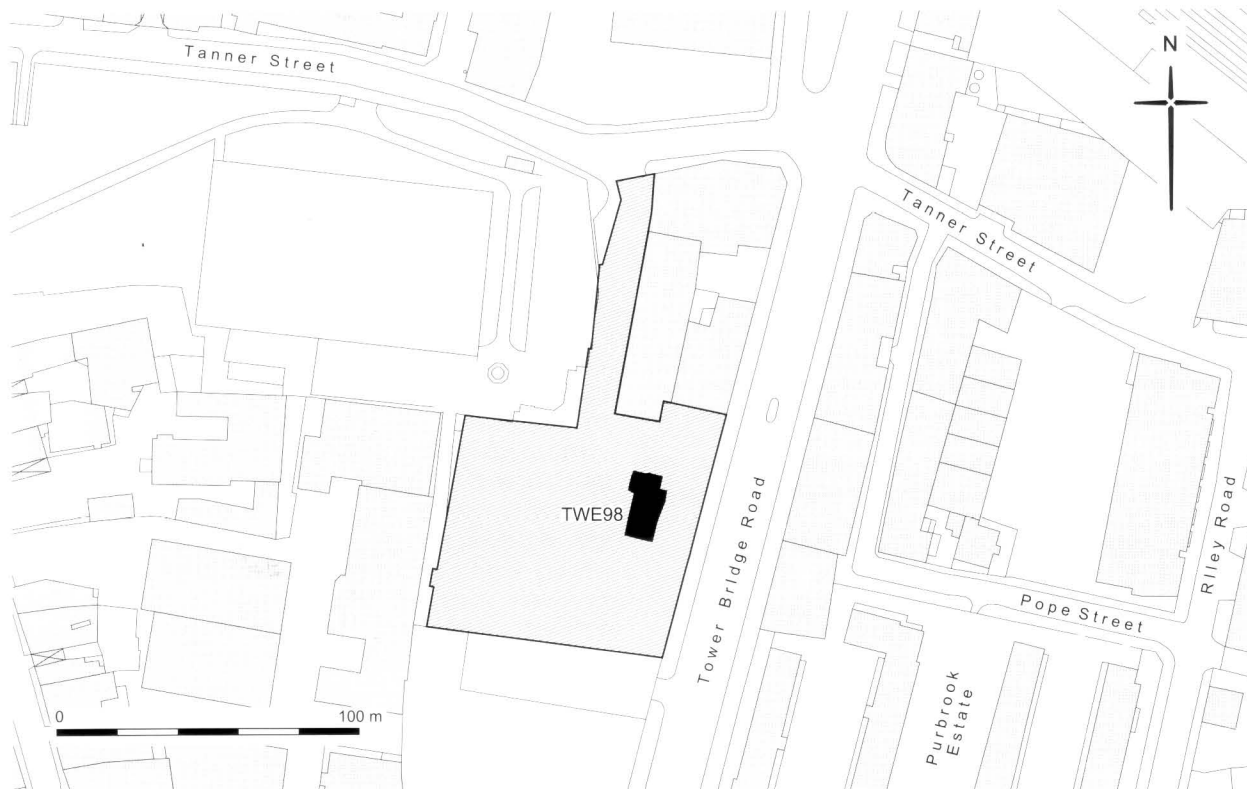 Tanner Street
N
Tanner Street
TWE98
Tower Bridge Road
Riley Road
Pope Street
Purbrook
Estate
0 100 m